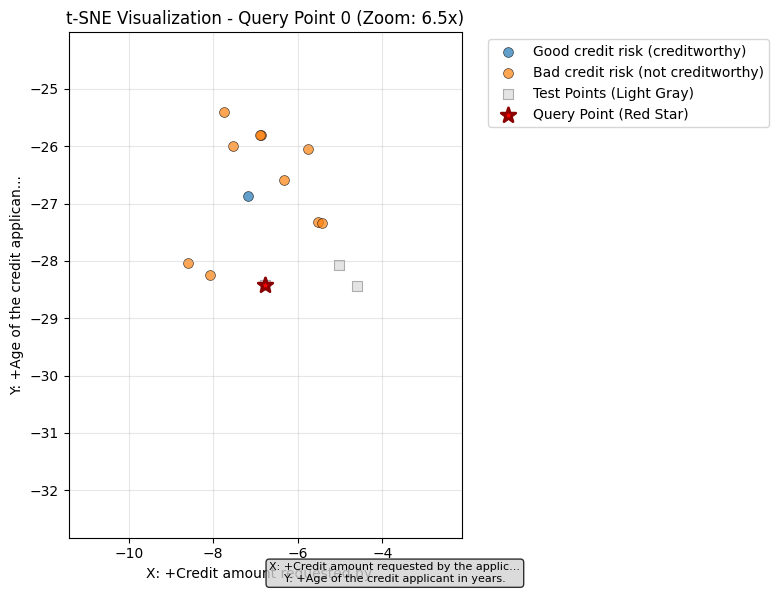 t-SNE Visualization - Query Point 0 (Zoom: 6.5x)
Good credit risk (creditworthy)
Bad credit risk (not creditworthy)
Test Points (Light Gray)
Query Point (Red Star)
Y: +Age of the credit applican...
−25
−26
−27
−28
−29
−30
−31
−32
−10
−8
−6
−4
X: +Credit amount requested by
X: +Credit amount requested by the applic...
Y: +Age of the credit applicant in years.